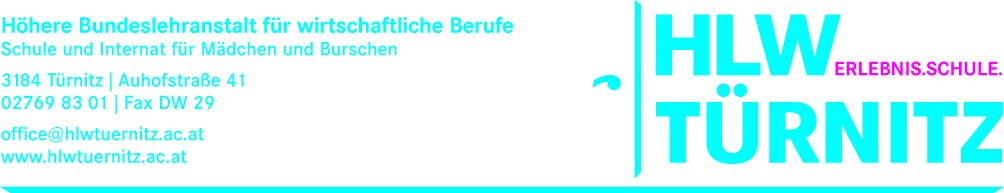 Höhere Bundeslehranstalt für wirtschaftliche Berufe
Schule und Internat für Mädchen und Burschen
3184 Türnitz | Auhofstraße 41
02769 83 01 | Fax DW 29
office@hlwtuernitz.ac.at
www.hlwtuernitz.ac.at
HLW
ERLEBNIS.SCHULE.
TÜRNITZ